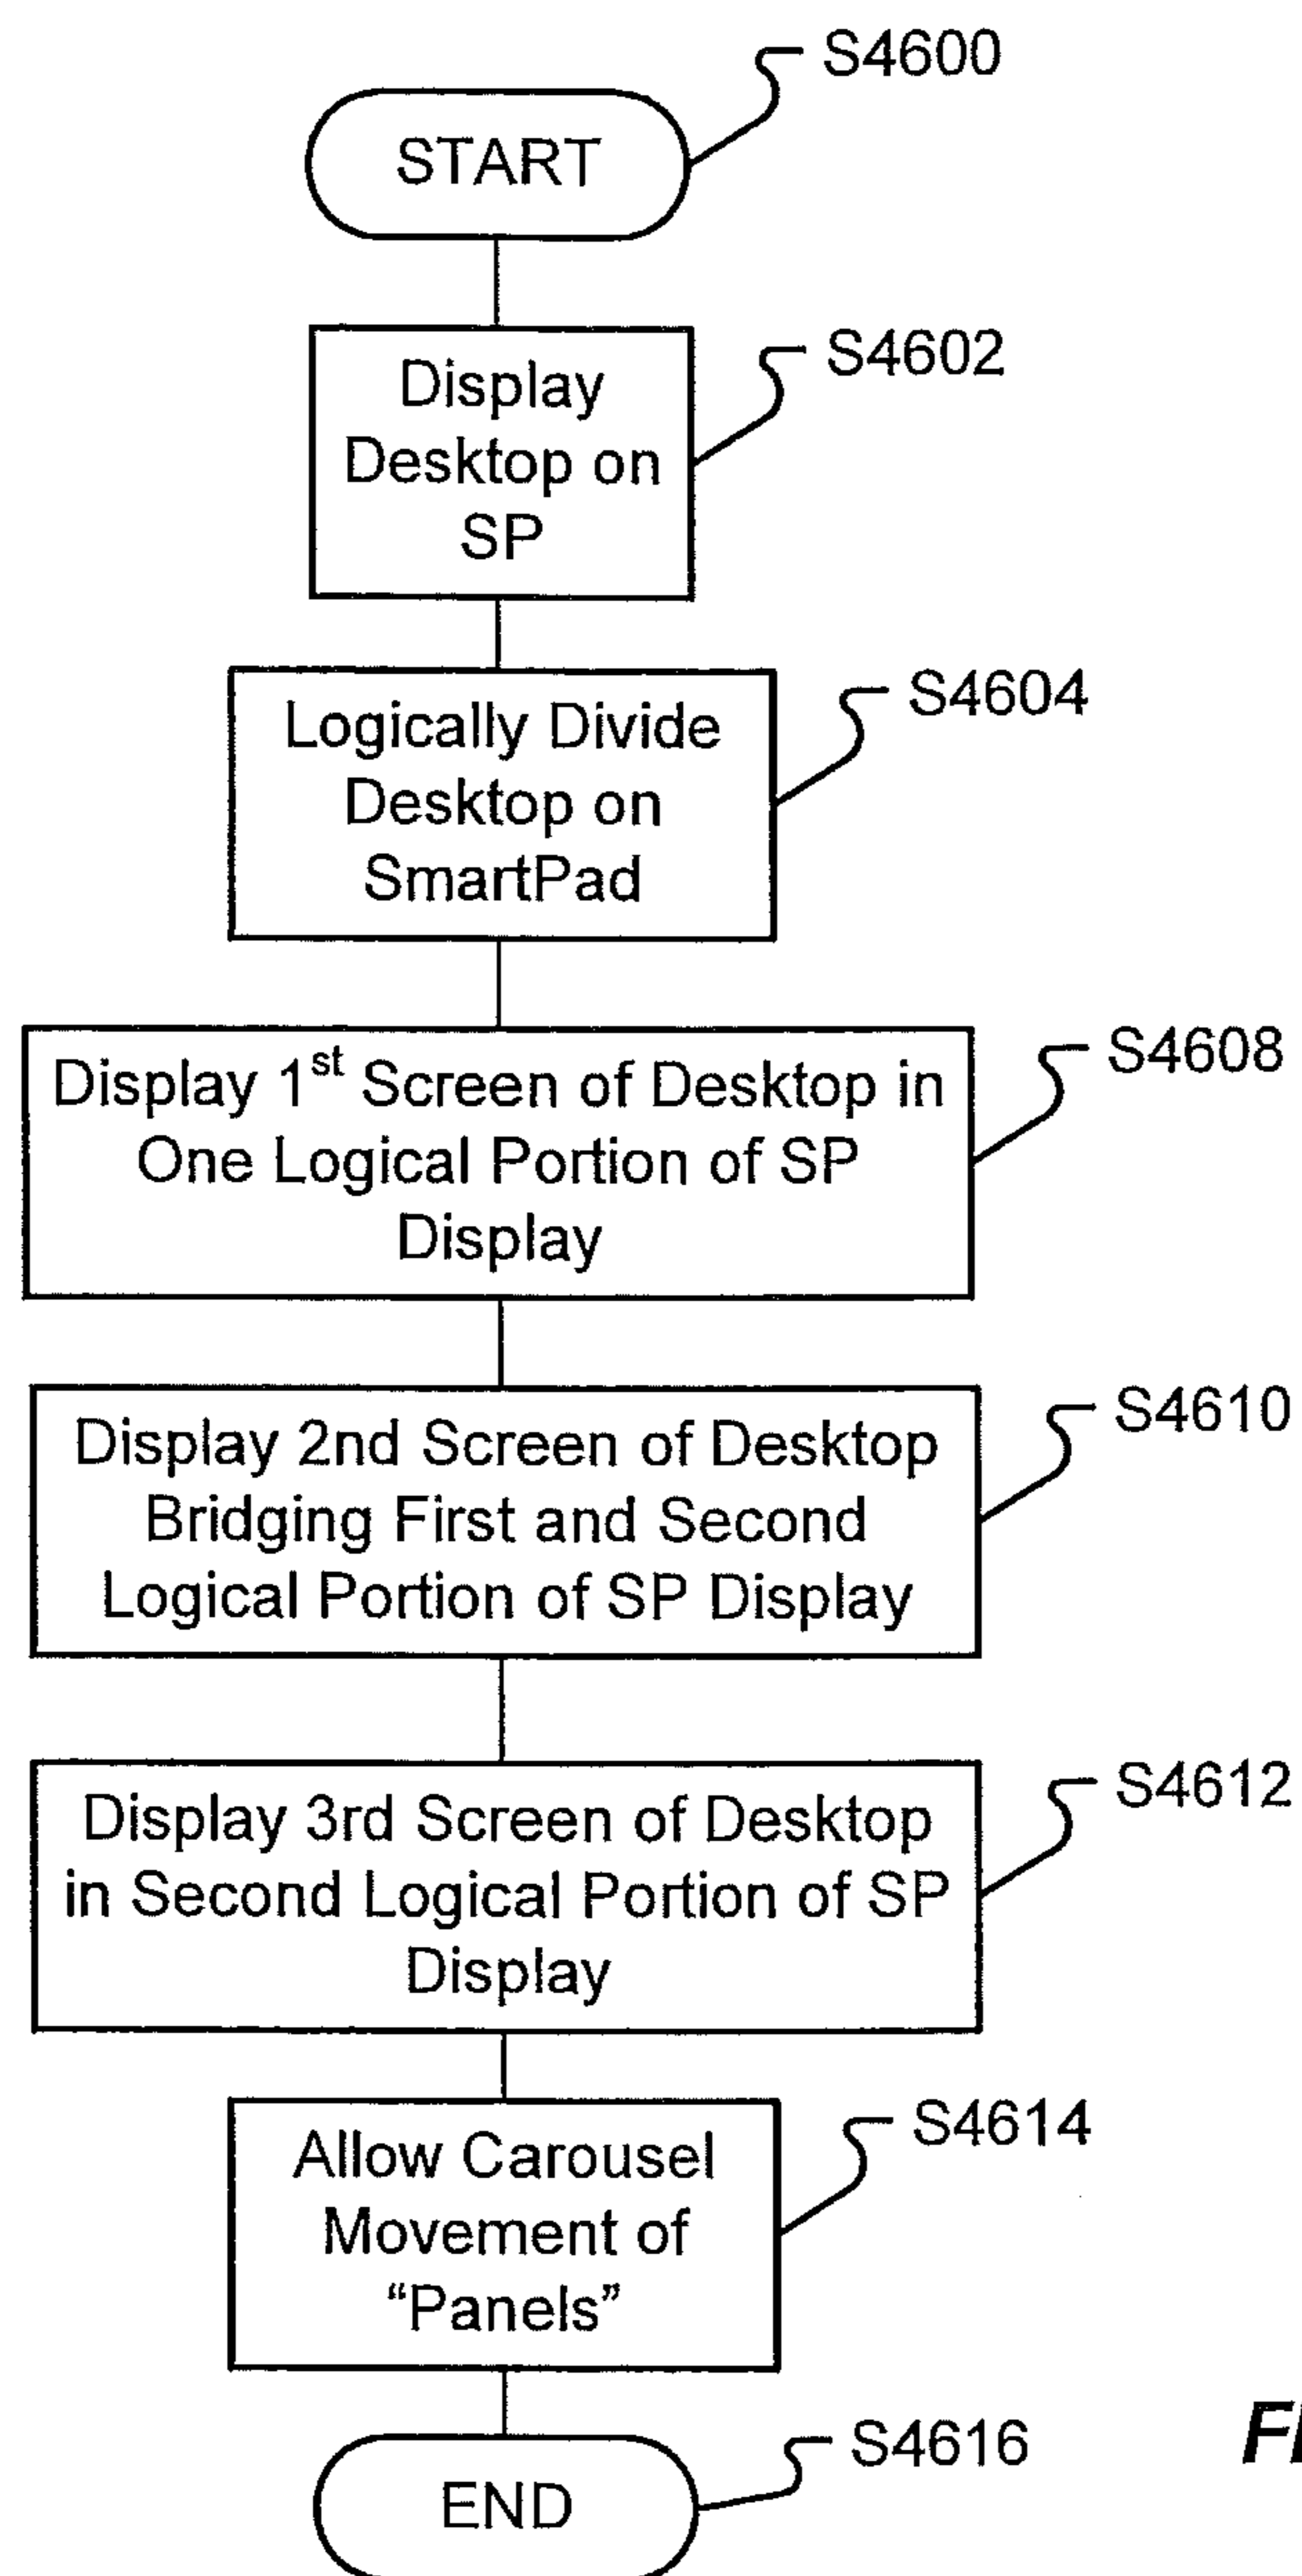 S4600
START
S4602
Display
Desktop on
SP
S4604
Logically Divide
Desktop on
SmartPad
S4608
Display 1st Screen of Desktop in
One Logical Portion of SP
Display
S4610
Display 2nd Screen of Desktop
Bridging First and Second
Logical Portion of SP Display
S4612
Display 3rd Screen of Desktop
in Second Logical Portion of SP
Display
S4614
Allow Carousel
Movement of
“Panels”
S4616
END